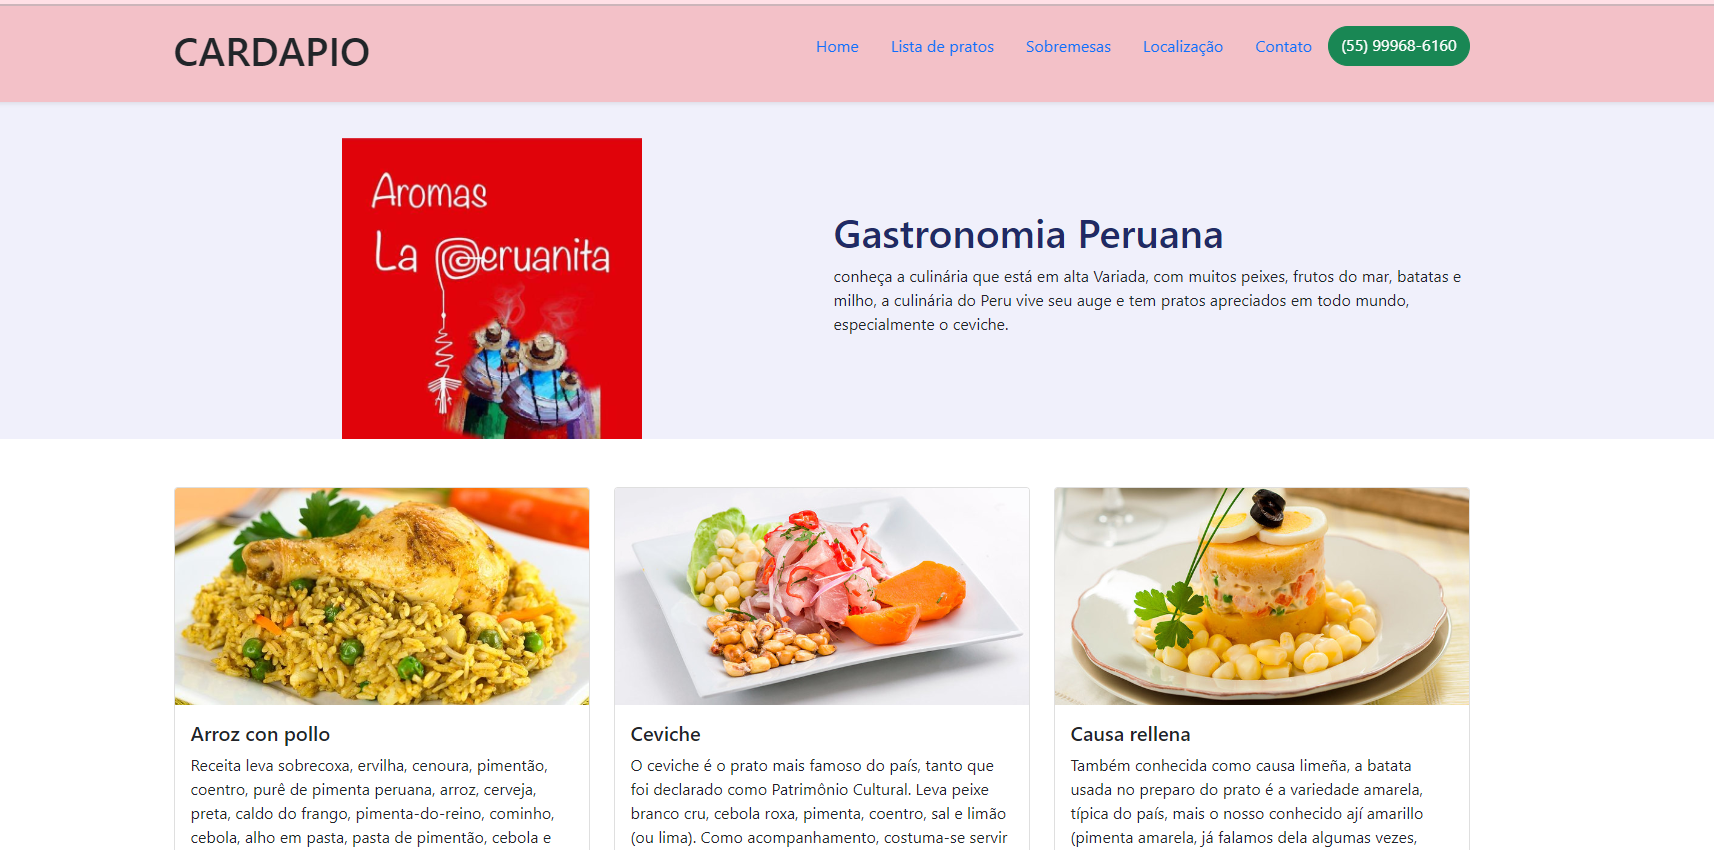 CARDAPIO
Home
Lista de pratos
Sobremesas
Localização
Contato
(55) 99968-6160
Aromas
La Peruanita
Gastronomia Peruana
conheça a culinária que está em alta Variada, com muitos peixes, frutos do mar, batatas e
milho, a culinária do Peru vive seu auge e tem pratos apreciados em todo mundo,
especialmente o ceviche.
Arroz con pollo
Receita leva sobrecoxa, ervilha, cenoura, pimentão,
coentro, purê de pimenta peruana, arroz, cerveja,
preta, caldo do frango, pimenta-do-reino, cominho,
cebola, alho em pasta, pasta de pimentão, cebola e
Ceviche
O ceviche é o prato mais famoso do país, tanto que
foi declarado como Patrimônio Cultural. Leva peixe
branco cru, cebola roxa, pimenta, coentro, sal e limão
(ou lima). Como acompanhamento, costuma-se servir
Causa rellena
Também conhecida como causa limeña, a batata
usada no preparo do prato é a variedade amarela,
típica do país, mais o nosso conhecido ají amarillo
(pimenta amarela, já falamos dela algumas vezes,